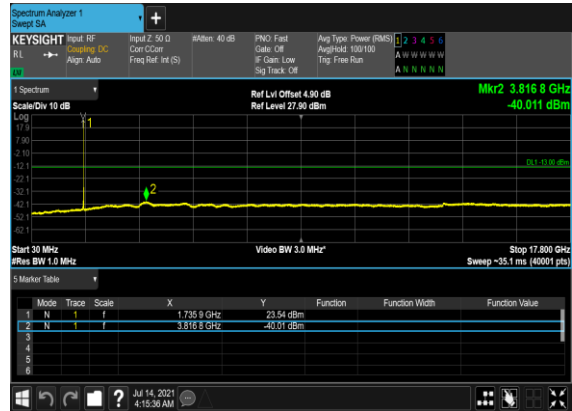 Spectrum Analyzer 1
Swept SA
+
KEYSIGHT Input: RF Input Z: 50 Ω #Atten: 40 dB PNO: Fast Avg Type: Power (RMS) 1 2 3 4 5 6
RL Coupling: DC Corr CCorr Gate: Off Avg|Hold: 100/100 A W W W W W
Align: Auto Freq Ref: Int (S) IF Gain: Low Trig: Free Run A N N N N N
Sig Track: Off
1 Spectrum Ref Lvl Offset 4.90 dB Mkr2 3.816 8 GHz
Scale/Div 10 dB Ref Level 27.90 dBm -40.011 dBm
Log
17.9 1
7.90
-2.10
-12.1 DL1 -13.00 dBm
-22.1
-32.1 2
-42.1
-52.1
-62.1
Start 30 MHz Video BW 3.0 MHz* Stop 17.800 GHz
#Res BW 1.0 MHz Sweep ~35.1 ms (40001 pts)
5 Marker Table
Mode Trace Scale X Y Function Function Width Function Value
1 N 1 f 1.735 9 GHz 23.54 dBm
2 N 1 f 3.816 8 GHz -40.01 dBm
3
4
5
6
? Jul 14, 2021
4:15:36 AM